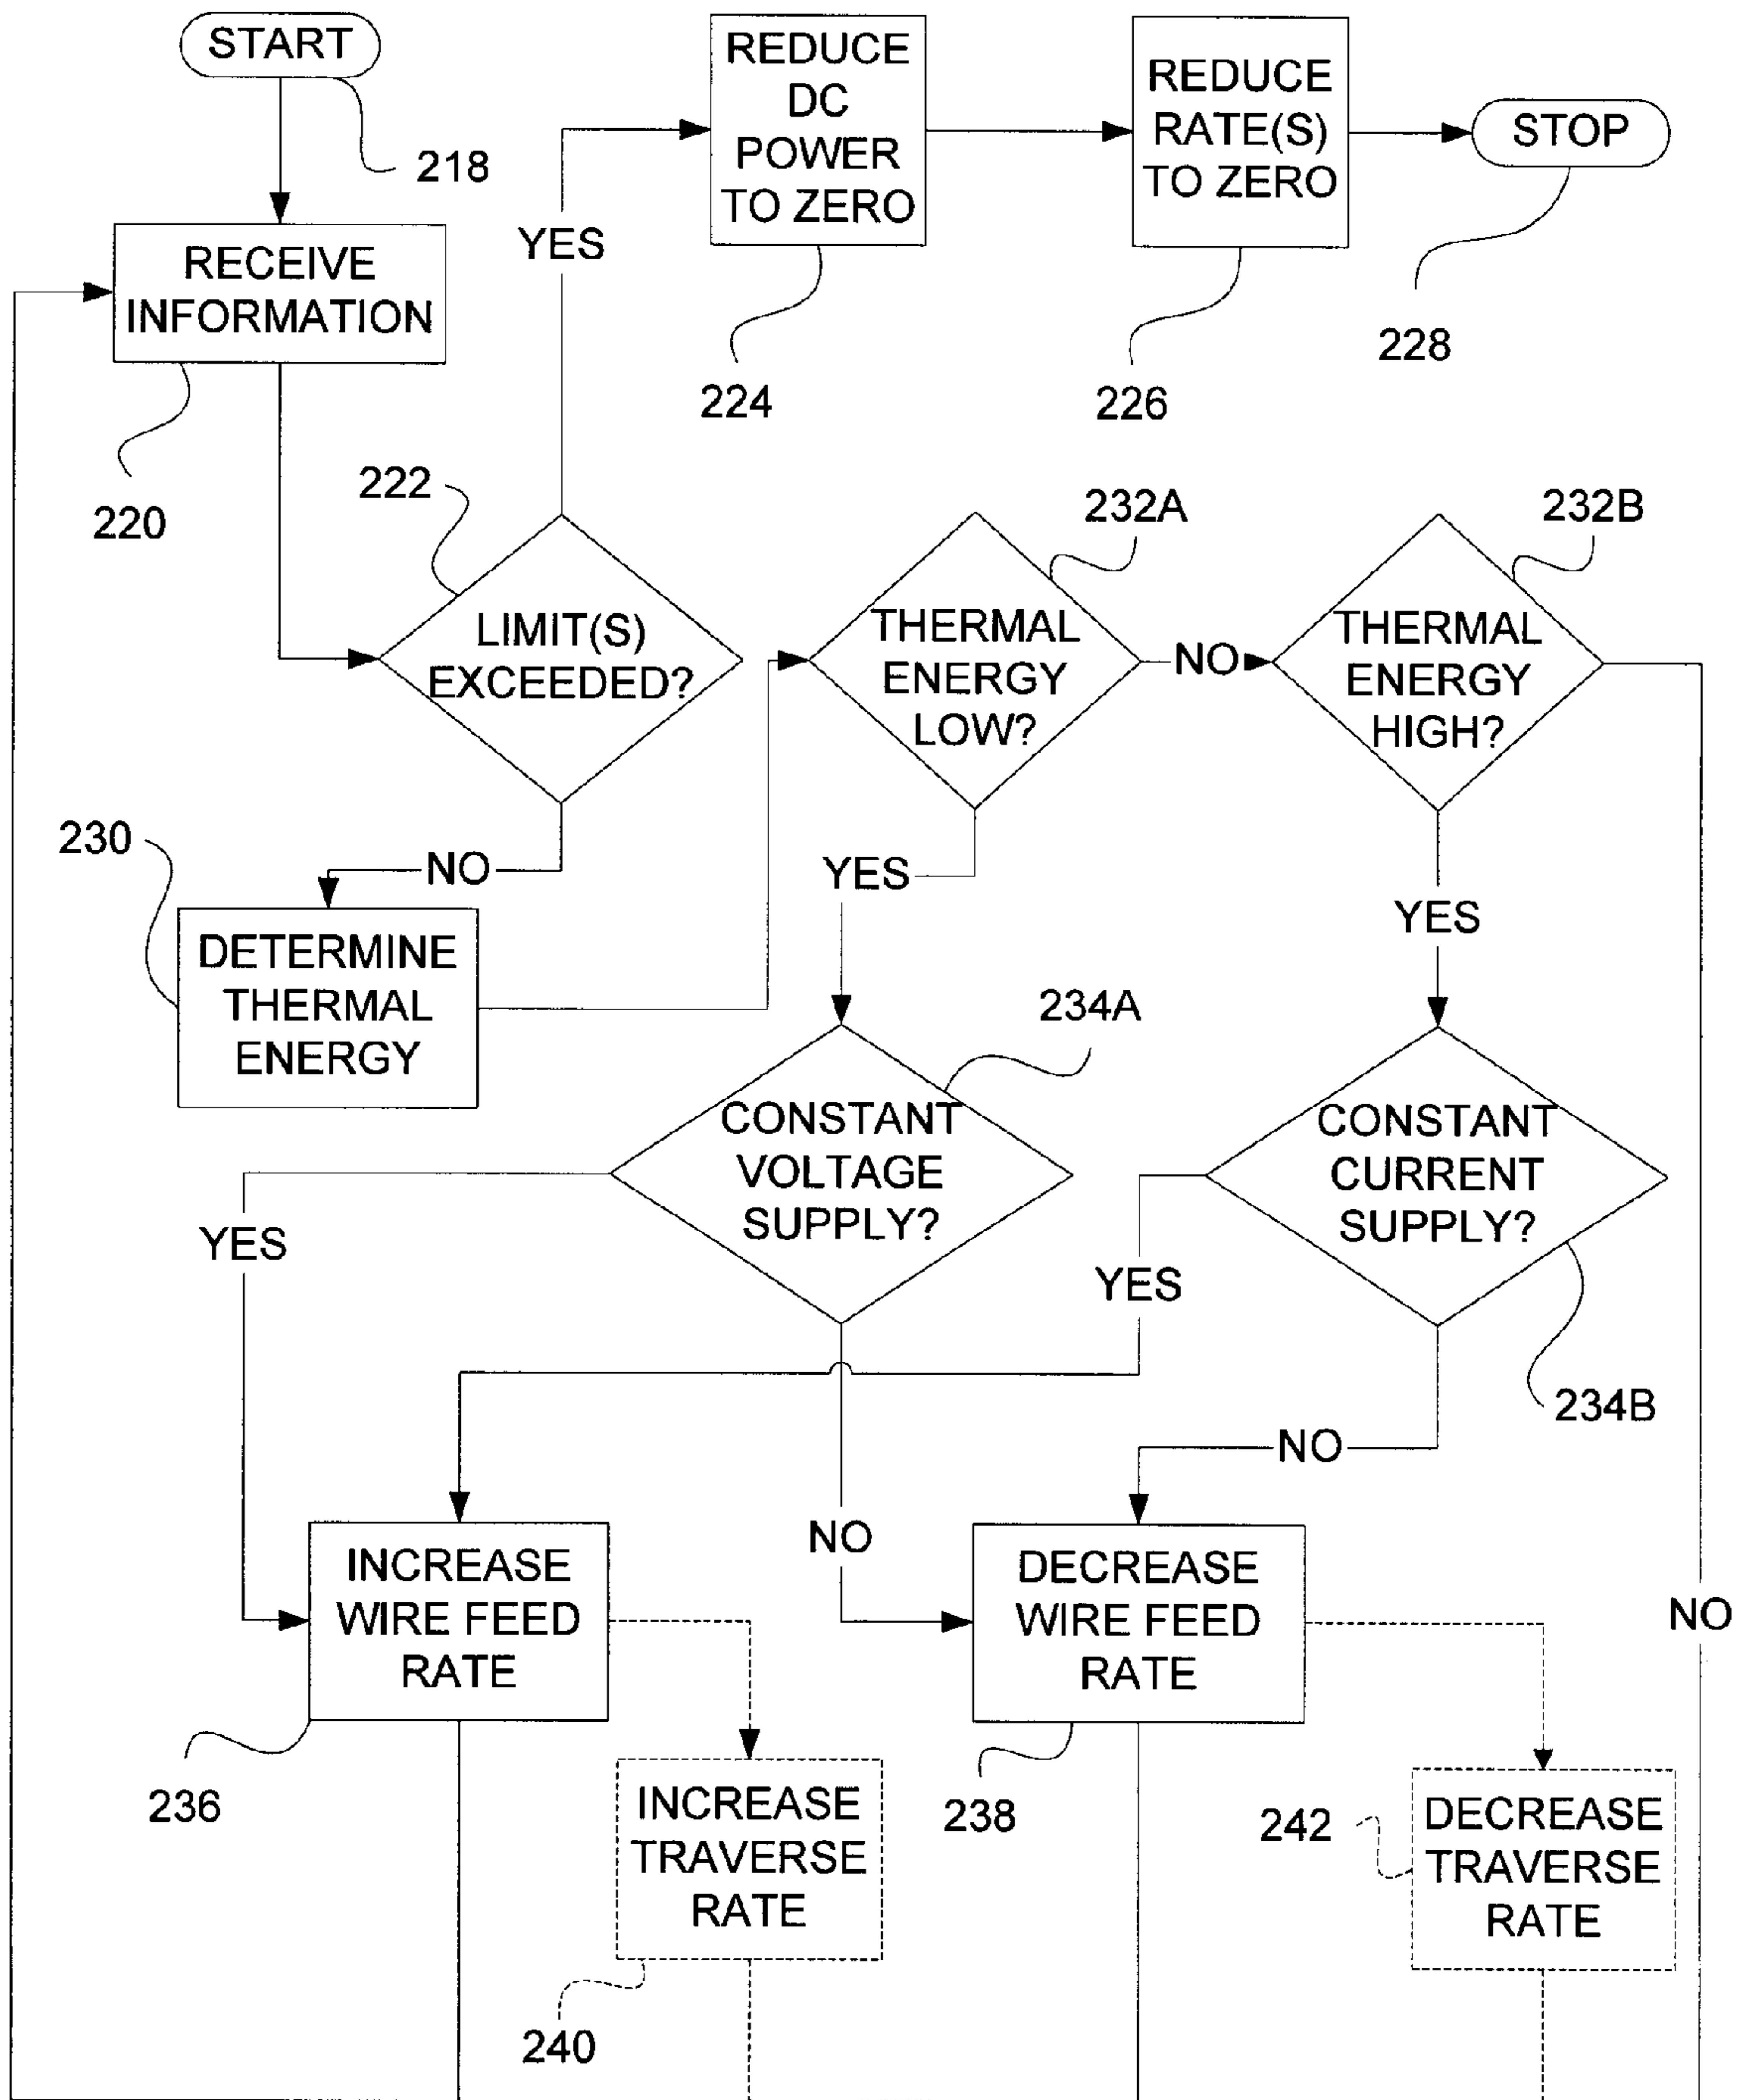 START
218
RECEIVE
INFORMATION
220
YES
REDUCE
DC
POWER
TO ZERO
224
REDUCE
RATE(S)
TO ZERO
226
STOP
228
222
LIMIT(S)
EXCEEDED?
NO
230
DETERMINE
THERMAL
ENERGY
232A
THERMAL
ENERGY
LOW?
NO
232B
THERMAL
ENERGY
HIGH?
YES
YES
234A
CONSTANT
VOLTAGE
SUPPLY?
YES
NO
CONSTANT
CURRENT
SUPPLY?
234B
YES
NO
NO
INCREASE
WIRE FEED
RATE
236
DECREASE
WIRE FEED
RATE
238
INCREASE
TRAVERSE
RATE
240
242
DECREASE
TRAVERSE
RATE